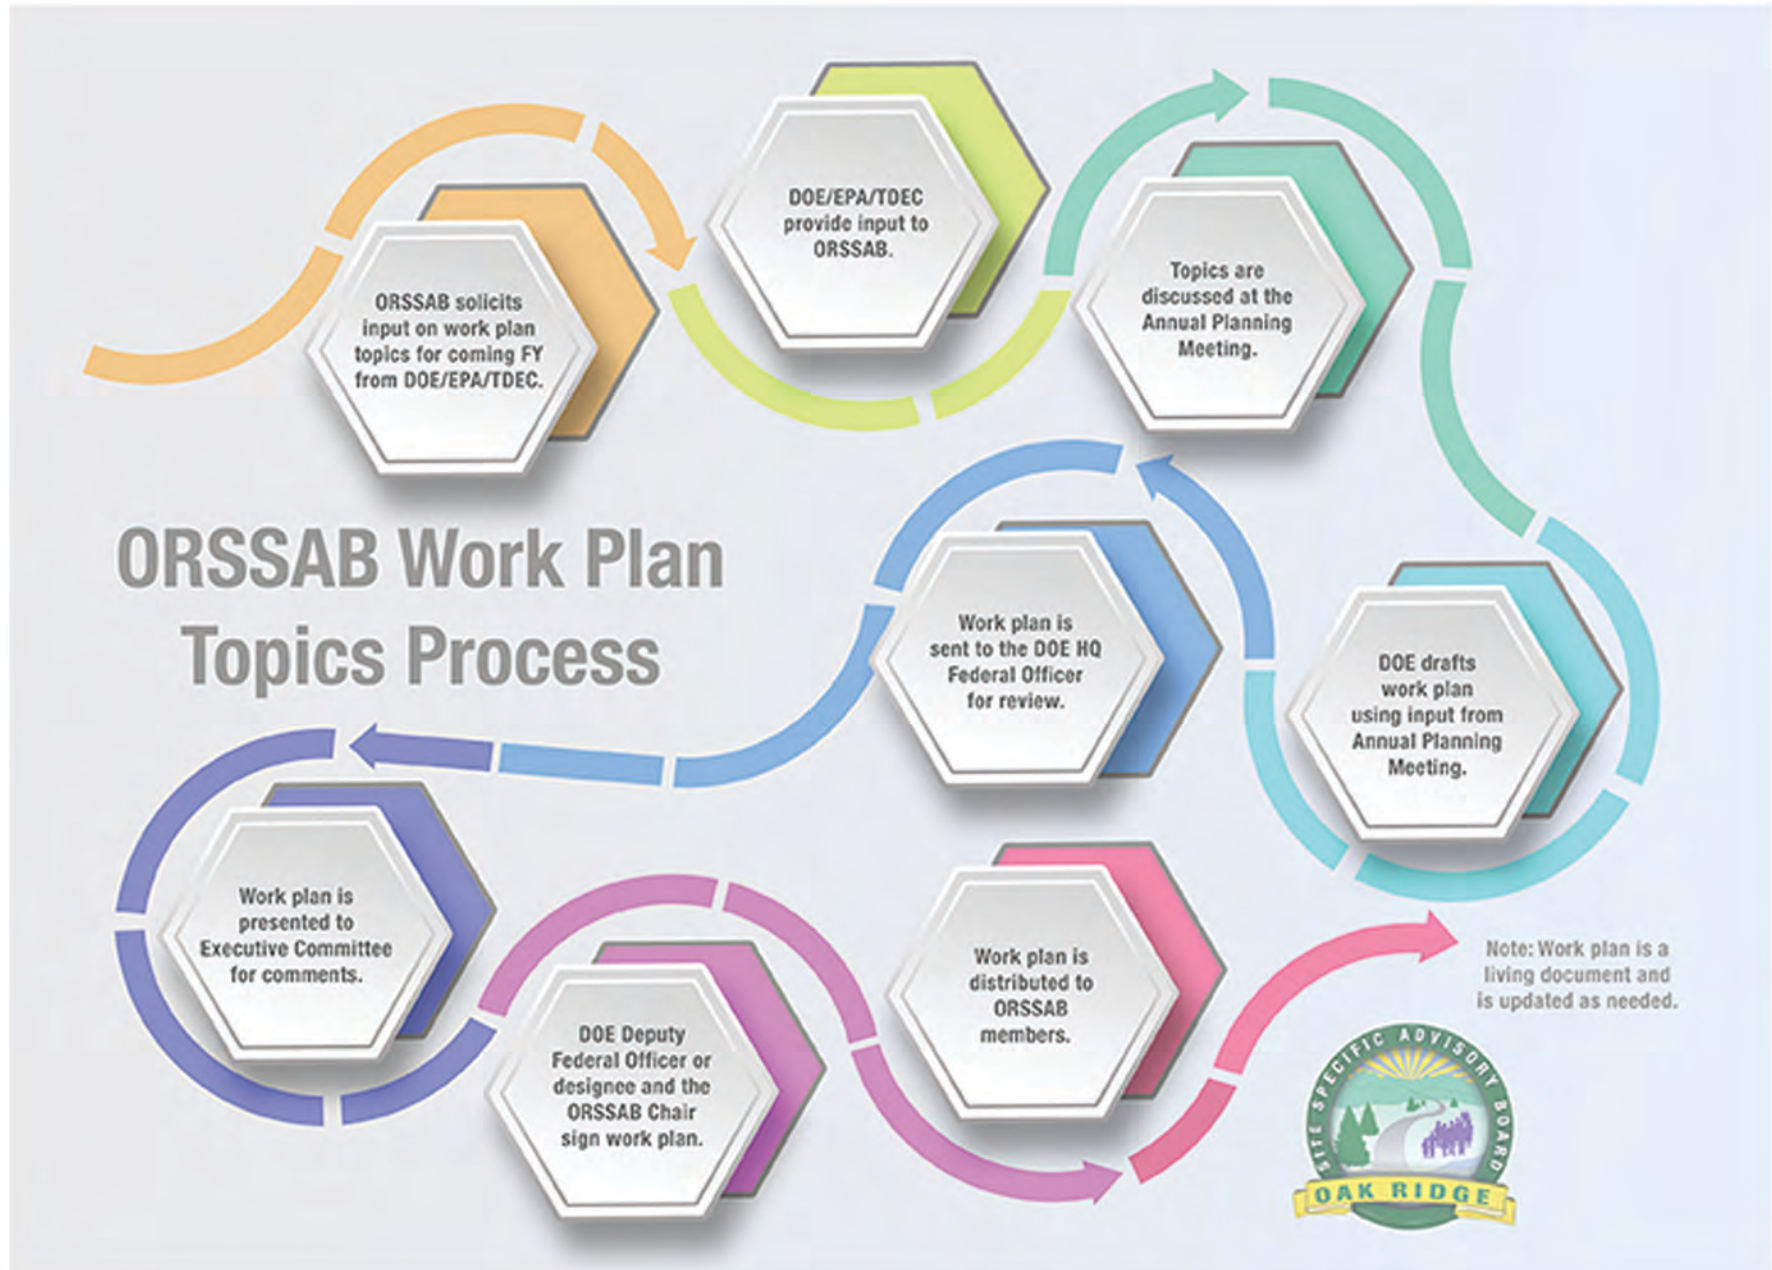 ORSSAB solicits
input on work plan
topics for coming FY
from DOE/EPA/TDEC.
DOE/EPA/TDEC
provide input to
ORSSAB.
Topics are
discussed at the
Annual Planning
Meeting.
ORSSAB Work Plan
Topics Process
DOE drafts
work plan
using input from
Annual Planning
Meeting.
Work plan is
sent to the DOE HQ
Federal Officer
for review.
Work plan is
presented to
Executive Committee
for comments.
DOE Deputy
Federal Officer or
designee and the
ORSSAB Chair
sign work plan.
Work plan is
distributed to
ORSSAB
members.
Note: Work plan is a
living document and
is updated as needed.
SITE SPECIFIC ADVISORY BOARD
OAK RIDGE